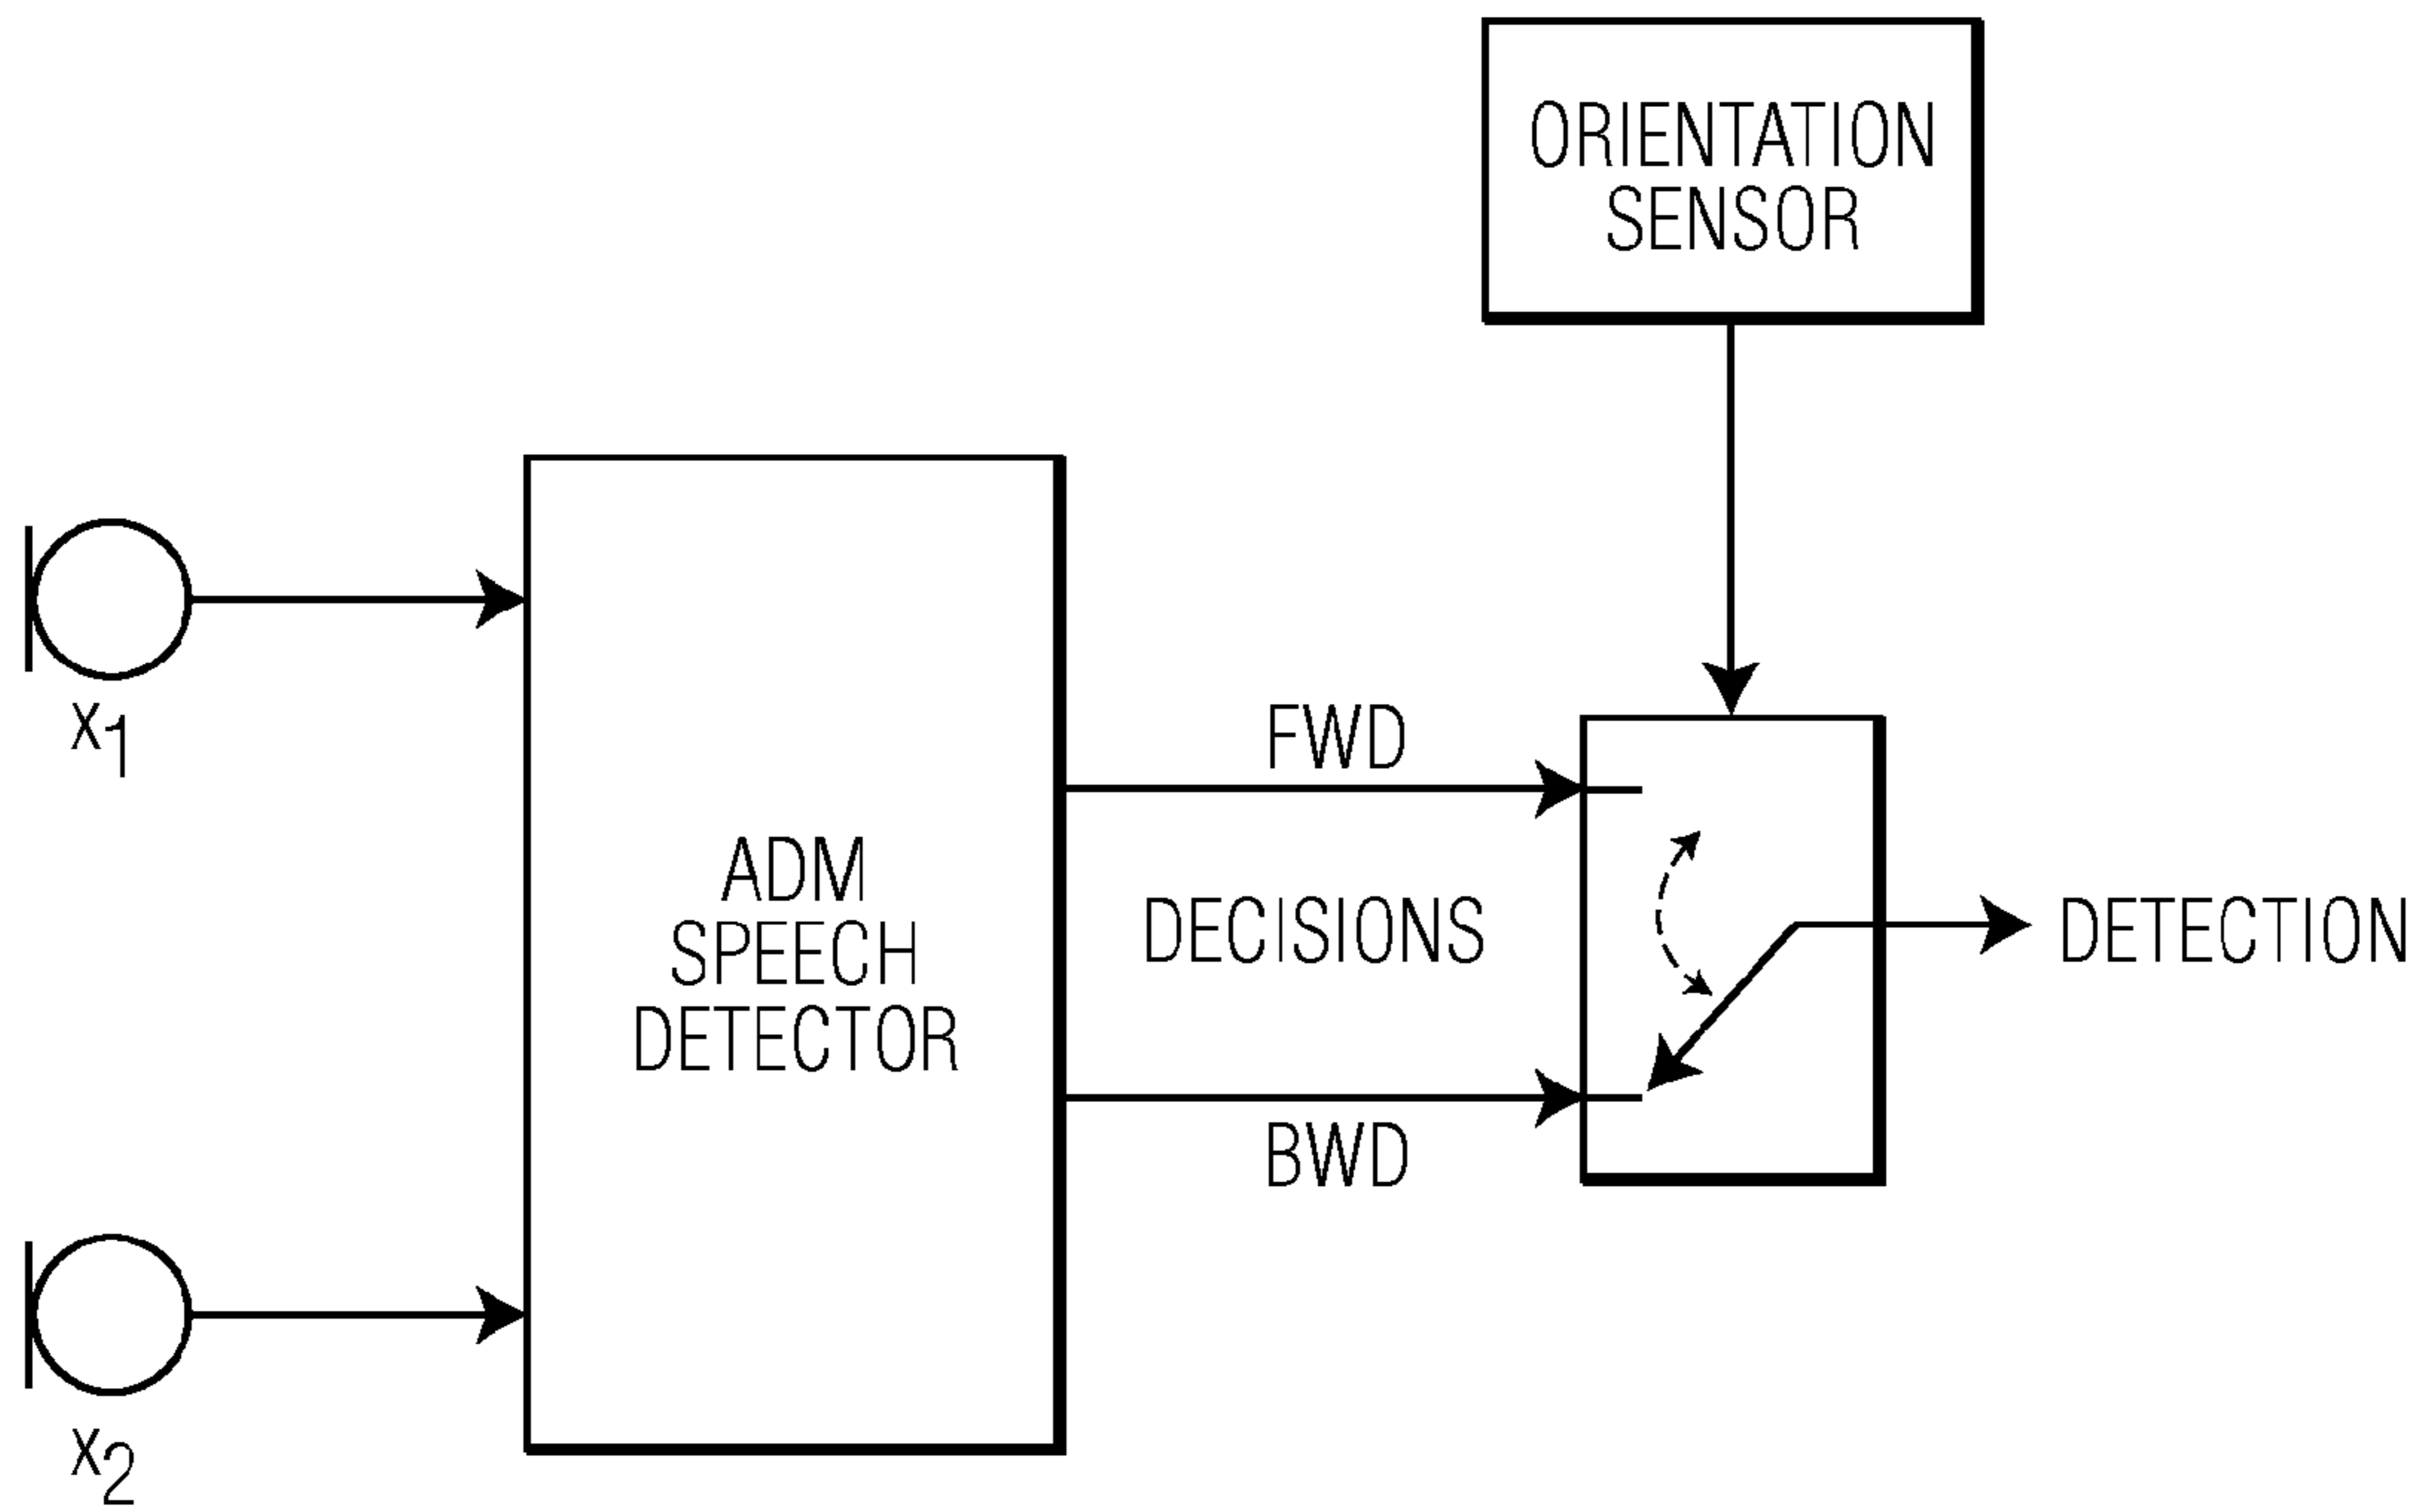 ORIENTATION
SENSOR
x1
FWD
ADM
SPEECH
DETECTOR
DECISIONS
DETECTION
BWD
x2